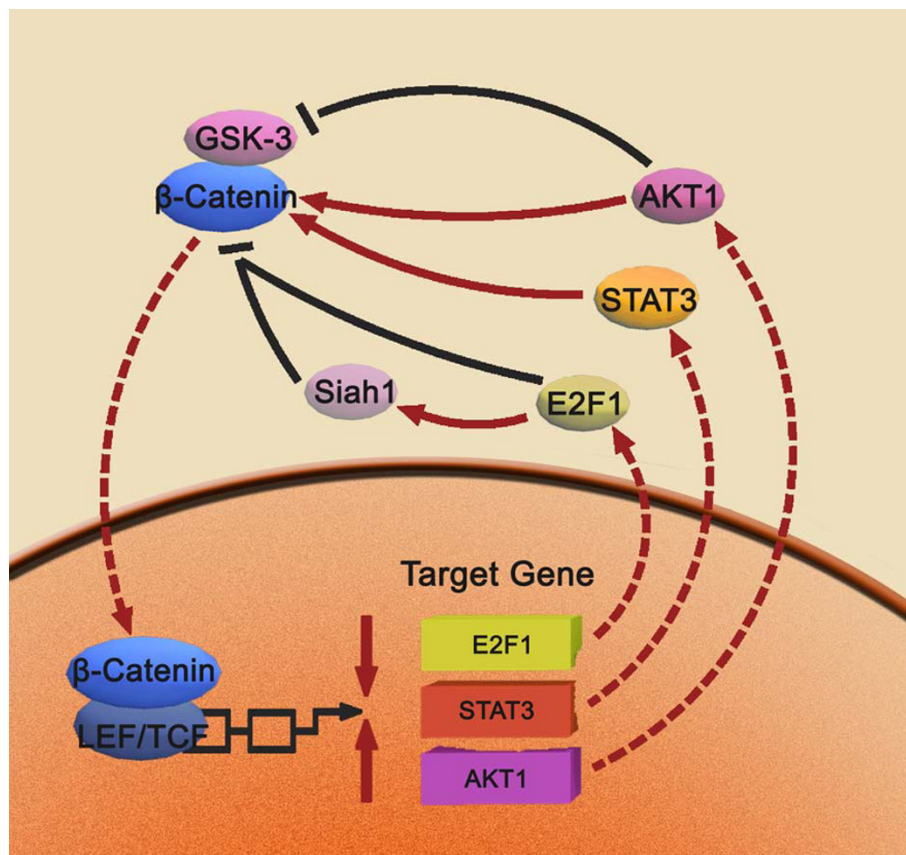 GSK-3
β-Catenin
AKT1
STAT3
Siah1
E2F1
Target Gene
E2F1
β-Catenin
STAT3
LEF/TCF
AKT1